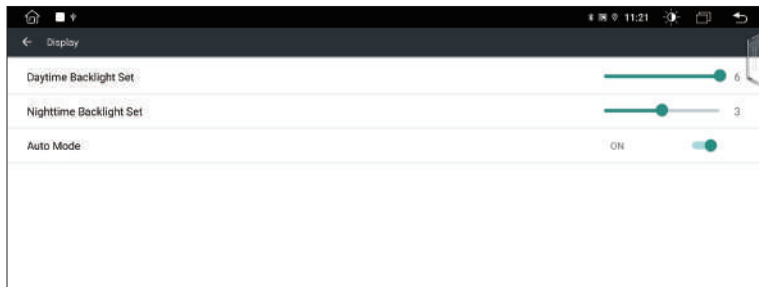 11:21
Display
Daytime Backlight Set 6
Nighttime Backlight Set 3
Auto Mode ON